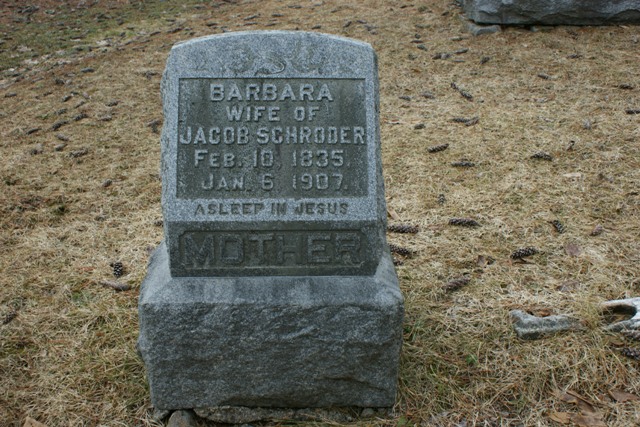 BARBARA
WIFE OF
JACOB SCHRODER
FEB. 10 1835
JAN. 6 1907.
ASLEEP IN JESUS
MOTHER